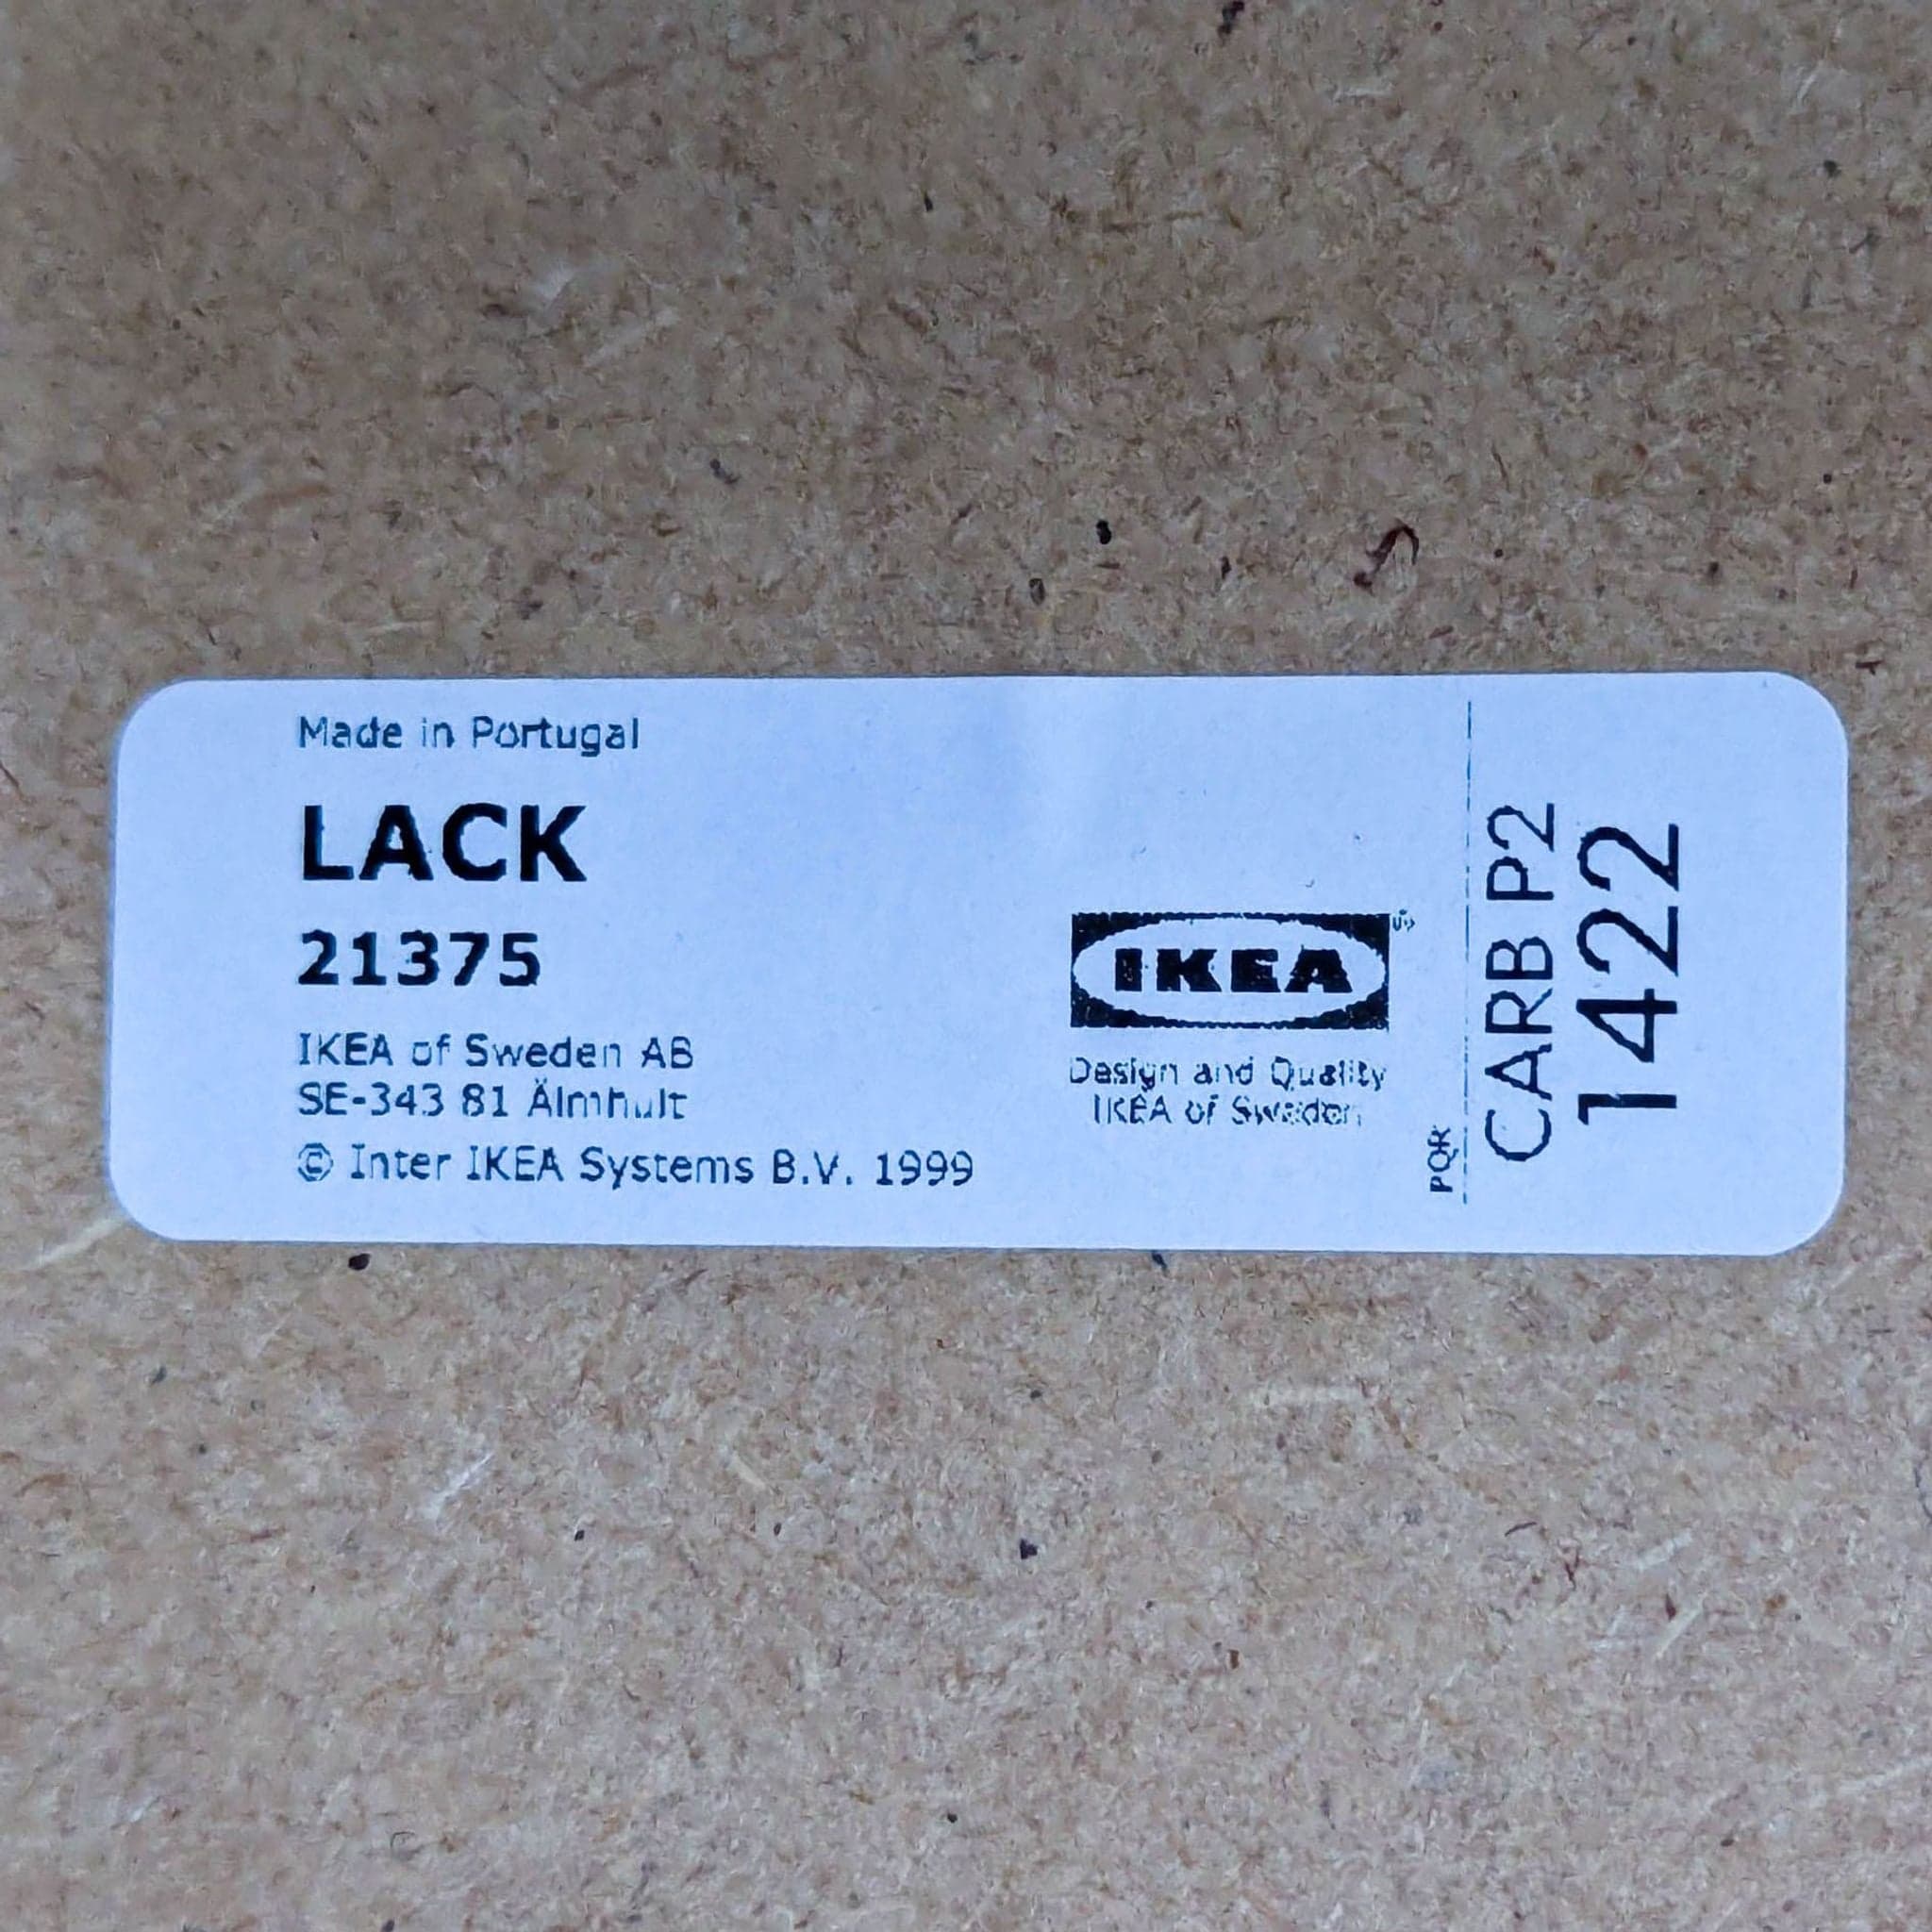 Made in Portugal
LACK
21375
IKEA of Sweden AB
SE-343 81 Älmhult
© Inter IKEA Systems B.V. 1999
IKEA®
Design and Quality
IKEA of Sweden
PQR
CARB P2
1422